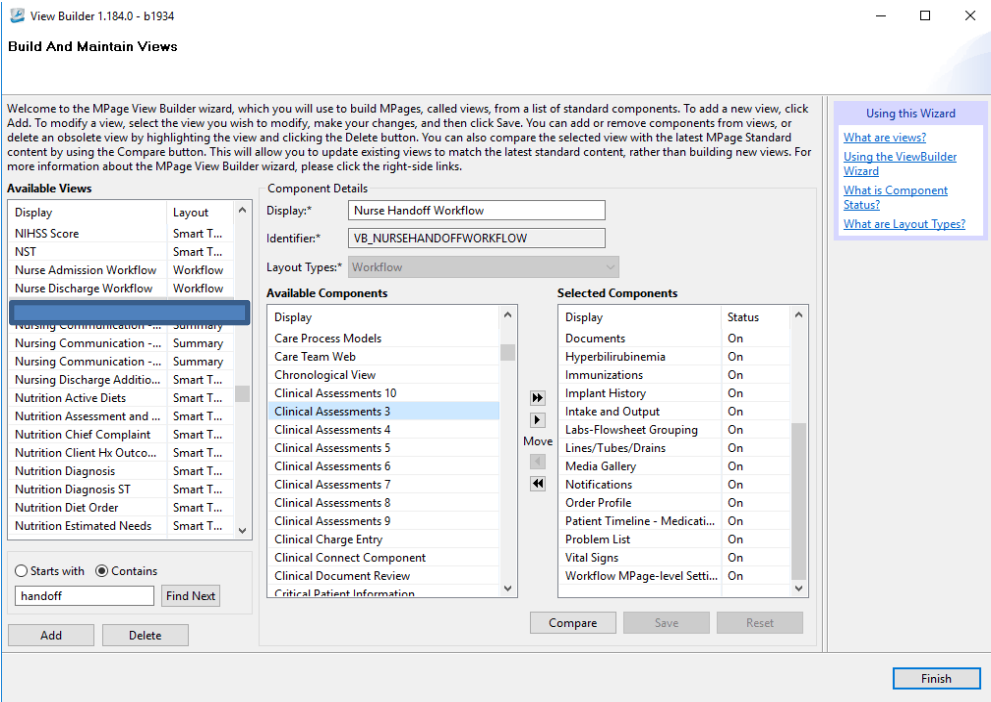 View Builder 1.184.0 - b1934
Build And Maintain Views
Welcome to the MPage View Builder wizard, which you will use to build MPages, called views, from a list of standard components. To add a new view, click
Add. To modify a view, select the view you wish to modify, make your changes, and then click Save. You can add or remove components from views, or
delete an obsolete view by highlighting the view and clicking the Delete button. You can also compare the selected view with the latest MPage Standard
content by using the Compare button. This will allow you to update existing views to match the latest standard content, rather than building new views. For
more information about the MPage View Builder wizard, please click the right-side links.
Available Views
Display Layout
NIHSS Score Smart T...
NST Smart T...
Nurse Admission Workflow Workflow
Nurse Discharge Workflow Workflow
Nursing Communication -... Summary
Nursing Communication -... Summary
Nursing Communication -... Summary
Nursing Discharge Additio... Smart T...
Nutrition Active Diets Smart T...
Nutrition Assessment and ... Smart T...
Nutrition Chief Complaint Smart T...
Nutrition Client Hx Outco... Smart T...
Nutrition Diagnosis Smart T...
Nutrition Diagnosis ST Smart T...
Nutrition Diet Order Smart T...
Nutrition Estimated Needs Smart T...
Starts with Contains
handoff Find Next
Add Delete
Component Details
Display:* Nurse Handoff Workflow
Identifier:* VB_NURSEHANDOFFWORKFLOW
Layout Types:* Workflow
Available Components
Display
Care Process Models
Care Team Web
Chronological View
Clinical Assessments 10
Clinical Assessments 3
Clinical Assessments 4
Clinical Assessments 5
Clinical Assessments 6
Clinical Assessments 7
Clinical Assessments 8
Clinical Assessments 9
Clinical Charge Entry
Clinical Connect Component
Clinical Document Review
Critical Patient Information
Move
Selected Components
Display Status
Documents On
Hyperbilirubinemia On
Immunizations On
Implant History On
Intake and Output On
Labs-Flowsheet Grouping On
Lines/Tubes/Drains On
Media Gallery On
Notifications On
Order Profile On
Patient Timeline - Medicati... On
Problem List On
Vital Signs On
Workflow MPage-level Setti... On
Compare Save Reset
Using this Wizard
What are views?
Using the ViewBuilder
Wizard
What is Component
Status?
What are Layout Types?
Finish